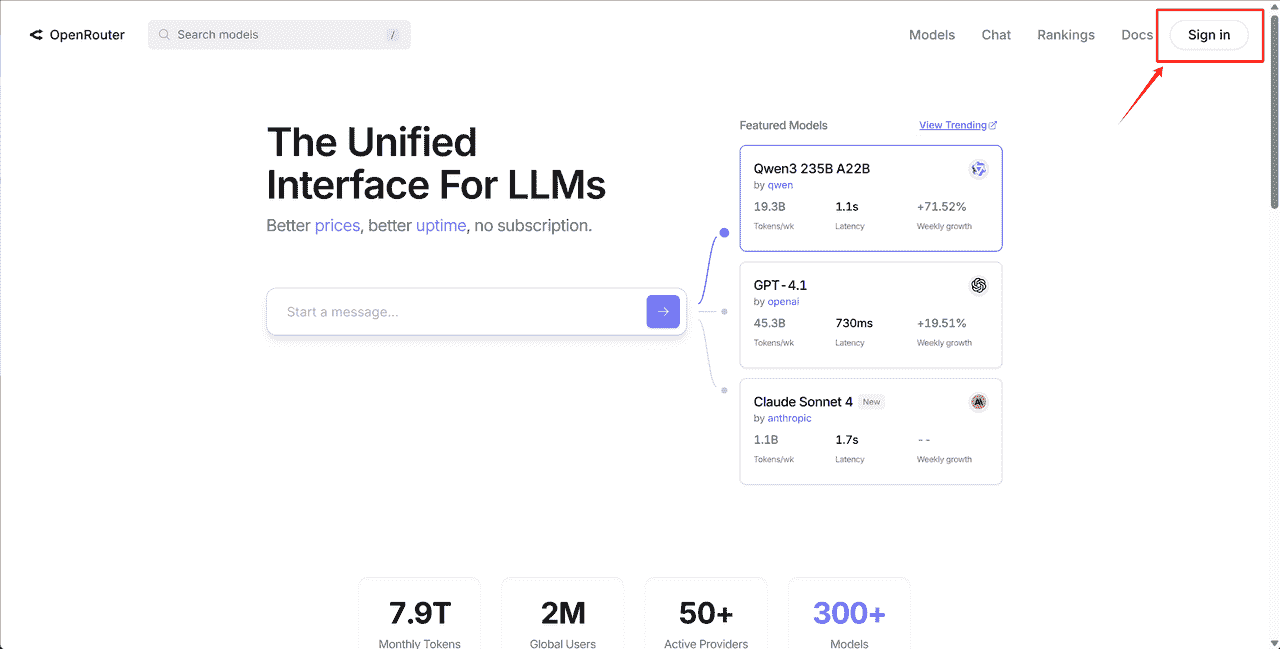 OpenRouter
Search models
/
Models
Chat
Rankings
Docs
Sign in
The Unified
Interface For LLMs
Better prices, better uptime, no subscription.
Start a message...
Featured Models
View Trending
Qwen3 235B A22B
by qwen
19.3B 1.1s +71.52%
Tokens/wk Latency Weekly growth
GPT-4.1
by openai
45.3B 730ms +19.51%
Tokens/wk Latency Weekly growth
Claude Sonnet 4 New
by anthropic
1.1B 1.7s --
Tokens/wk Latency Weekly growth
7.9T
Monthly Tokens
2M
Global Users
50+
Active Providers
300+
Models